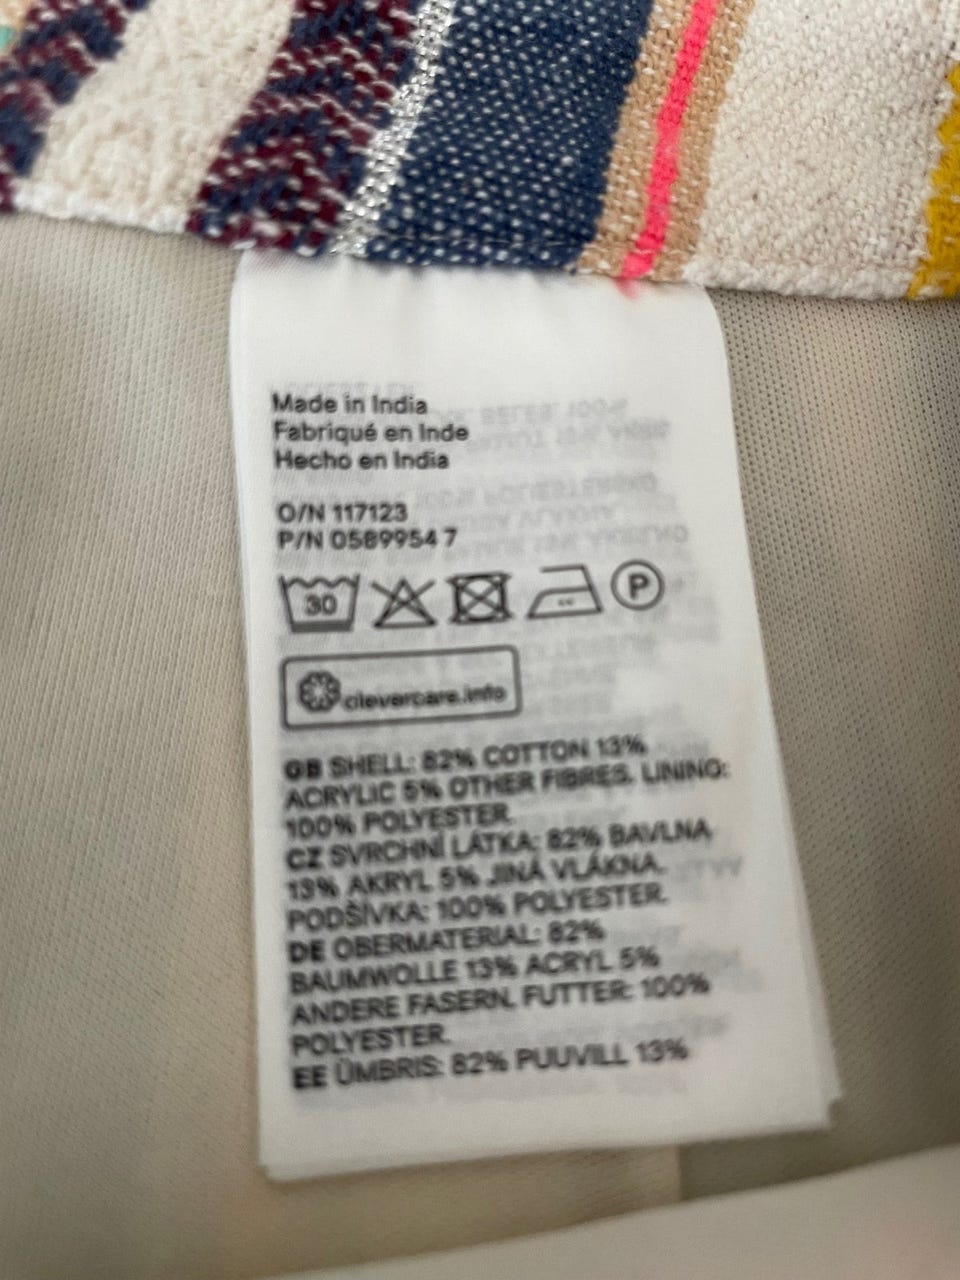 Made in India
Fabriqué en Inde
Hecho en India
O/N 117123
P/N 0589954 7
30 P
clevercare.info
GB SHELL: 82% COTTON 13%
ACRYLIC 5% OTHER FIBRES. LINING:
100% POLYESTER.
CZ SVRCHNÍ LÁTKA: 82% BAVLNA
13% AKRYL 5% JINÁ VLÁKNA.
PODŠÍVKA: 100% POLYESTER.
DE OBERMATERIAL: 82%
BAUMWOLLE 13% ACRYL 5%
ANDERE FASERN. FUTTER: 100%
POLYESTER.
EE ÜMBRIS: 82% PUUVILL 13%